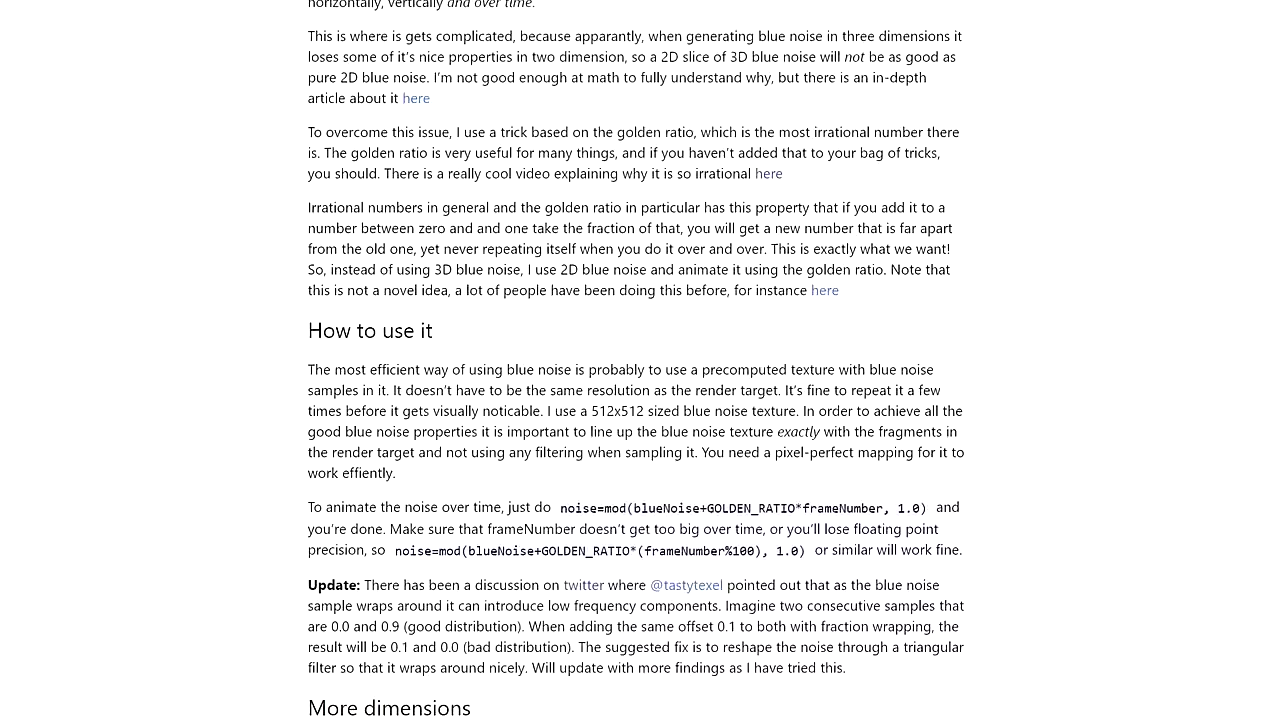 horizontally, vertically and over time.
This is where is gets complicated, because apparantly, when generating blue noise in three dimensions it
loses some of it's nice properties in two dimension, so a 2D slice of 3D blue noise will not be as good as
pure 2D blue noise. I'm not good enough at math to fully understand why, but there is an in-depth
article about it here
To overcome this issue, I use a trick based on the golden ratio, which is the most irrational number there
is. The golden ratio is very useful for many things, and if you haven't added that to your bag of tricks,
you should. There is a really cool video explaining why it is so irrational here
Irrational numbers in general and the golden ratio in particular has this property that if you add it to a
number between zero and and one take the fraction of that, you will get a new number that is far apart
from the old one, yet never repeating itself when you do it over and over. This is exactly what we want!
So, instead of using 3D blue noise, I use 2D blue noise and animate it using the golden ratio. Note that
this is not a novel idea, a lot of people have been doing this before, for instance here
How to use it
The most efficient way of using blue noise is probably to use a precomputed texture with blue noise
samples in it. It doesn't have to be the same resolution as the render target. It's fine to repeat it a few
times before it gets visually noticable. I use a 512x512 sized blue noise texture. In order to achieve all the
good blue noise properties it is important to line up the blue noise texture exactly with the fragments in
the render target and not using any filtering when sampling it. You need a pixel-perfect mapping for it to
work effiently.
To animate the noise over time, just do noise=mod(blueNoise+GOLDEN_RATIO*frameNumber, 1.0) and
you're done. Make sure that frameNumber doesn't get too big over time, or you'll lose floating point
precision, so noise=mod(blueNoise+GOLDEN_RATIO*(frameNumber%100), 1.0) or similar will work fine.
Update: There has been a discussion on twitter where @tastytexel pointed out that as the blue noise
sample wraps around it can introduce low frequency components. Imagine two consecutive samples that
are 0.0 and 0.9 (good distribution). When adding the same offset 0.1 to both with fraction wrapping, the
result will be 0.1 and 0.0 (bad distribution). The suggested fix is to reshape the noise through a triangular
filter so that it wraps around nicely. Will update with more findings as I have tried this.
More dimensions